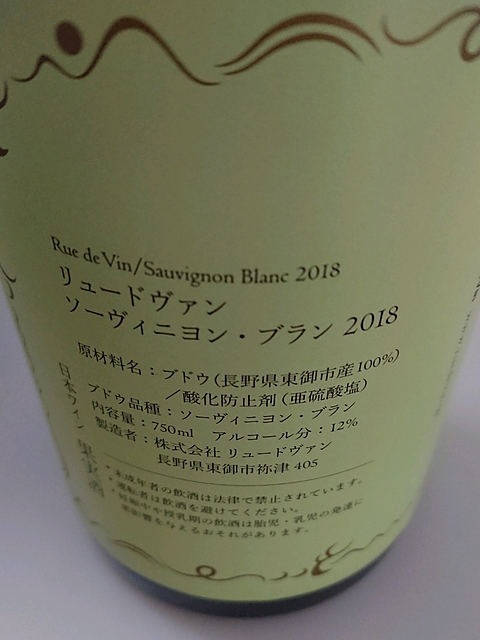 Rue de Vin/Sauvignon Blanc 2018
リュードヴァン
ソーヴィニヨン・ブラン 2018
原材料名：ブドウ(長野県東御市産100%)
／酸化防止剤(亜硫酸塩)
ブドウ品種：ソーヴィニヨン・ブラン
内容量：750ml　アルコール分：12%
製造者：株式会社 リュードヴァン
長野県東御市祢津 405
日本ワイン 果実酒
・未成年者の飲酒は法律で禁止されています。
・運転者は飲酒を避けてください。
・妊娠中や授乳期の飲酒は胎児・乳児の発達に
悪影響を与えるおそれがあります。